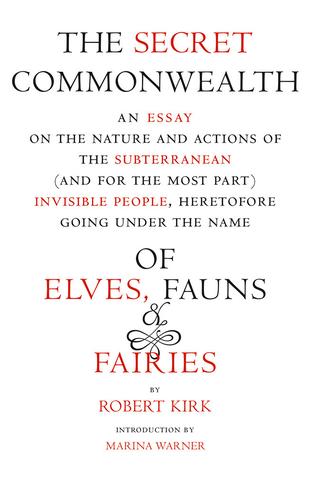 THE SECRET
COMMONWEALTH
AN ESSAY
ON THE NATURE AND ACTIONS OF
THE SUBTERRANEAN
(AND FOR THE MOST PART)
INVISIBLE PEOPLE, HERETOFORE
GOING UNDER THE NAME
OF
ELVES, FAUNS
&
FAIRIES
BY
ROBERT KIRK
INTRODUCTION BY
MARINA WARNER